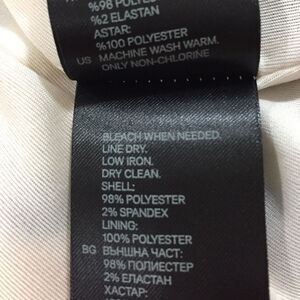 %98 POLYESTER
%2 ELASTAN
ASTAR:
%100 POLYESTER
US MACHINE WASH WARM.
ONLY NON-CHLORINE
BLEACH WHEN NEEDED.
LINE DRY.
LOW IRON.
DRY CLEAN.
SHELL:
98% POLYESTER
2% SPANDEX
LINING:
100% POLYESTER
BG ВЪНШНА ЧАСТ:
98% ПОЛИЕСТЕР
2% ЕЛАСТАН
ХАСТАР: